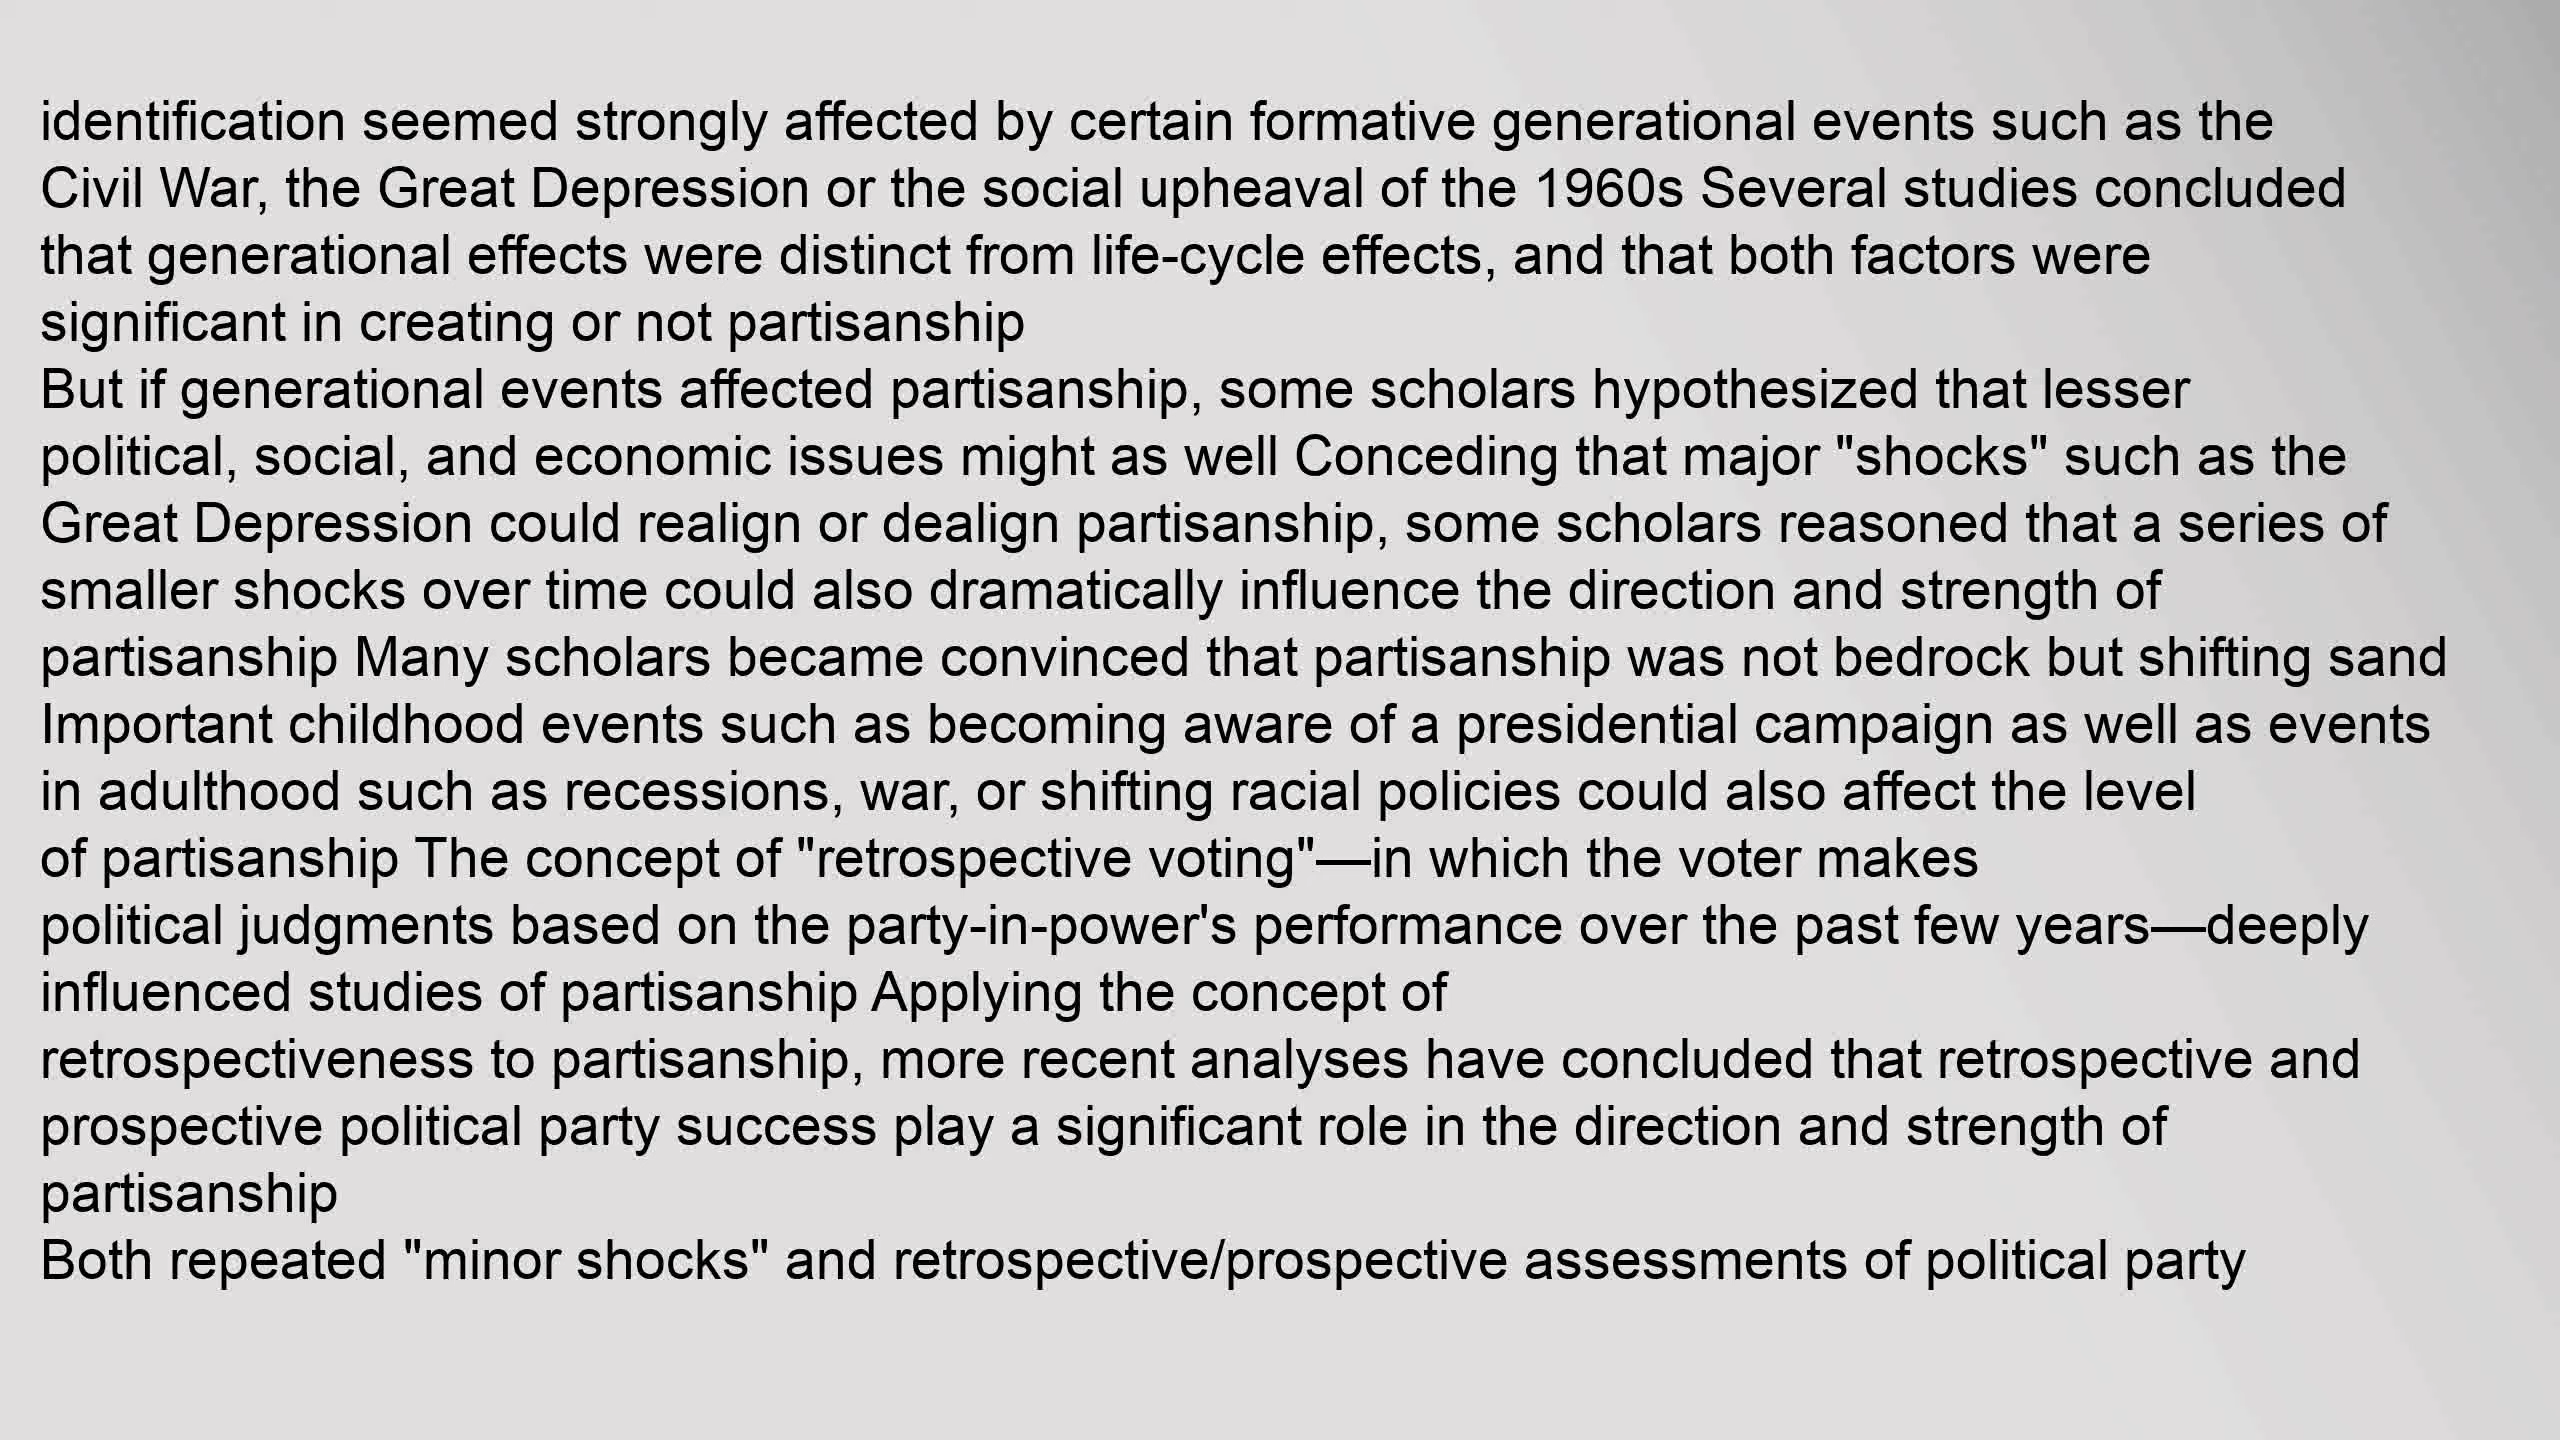 identification seemed strongly affected by certain formative generational events such as the
Civil War, the Great Depression or the social upheaval of the 1960s Several studies concluded
that generational effects were distinct from life-cycle effects, and that both factors were
significant in creating or not partisanship
But if generational events affected partisanship, some scholars hypothesized that lesser
political, social, and economic issues might as well Conceding that major "shocks" such as the
Great Depression could realign or dealign partisanship, some scholars reasoned that a series of
smaller shocks over time could also dramatically influence the direction and strength of
partisanship Many scholars became convinced that partisanship was not bedrock but shifting sand
Important childhood events such as becoming aware of a presidential campaign as well as events
in adulthood such as recessions, war, or shifting racial policies could also affect the level
of partisanship The concept of "retrospective voting"—in which the voter makes
political judgments based on the party-in-power's performance over the past few years—deeply
influenced studies of partisanship Applying the concept of
retrospectiveness to partisanship, more recent analyses have concluded that retrospective and
prospective political party success play a significant role in the direction and strength of
partisanship
Both repeated "minor shocks" and retrospective/prospective assessments of political party